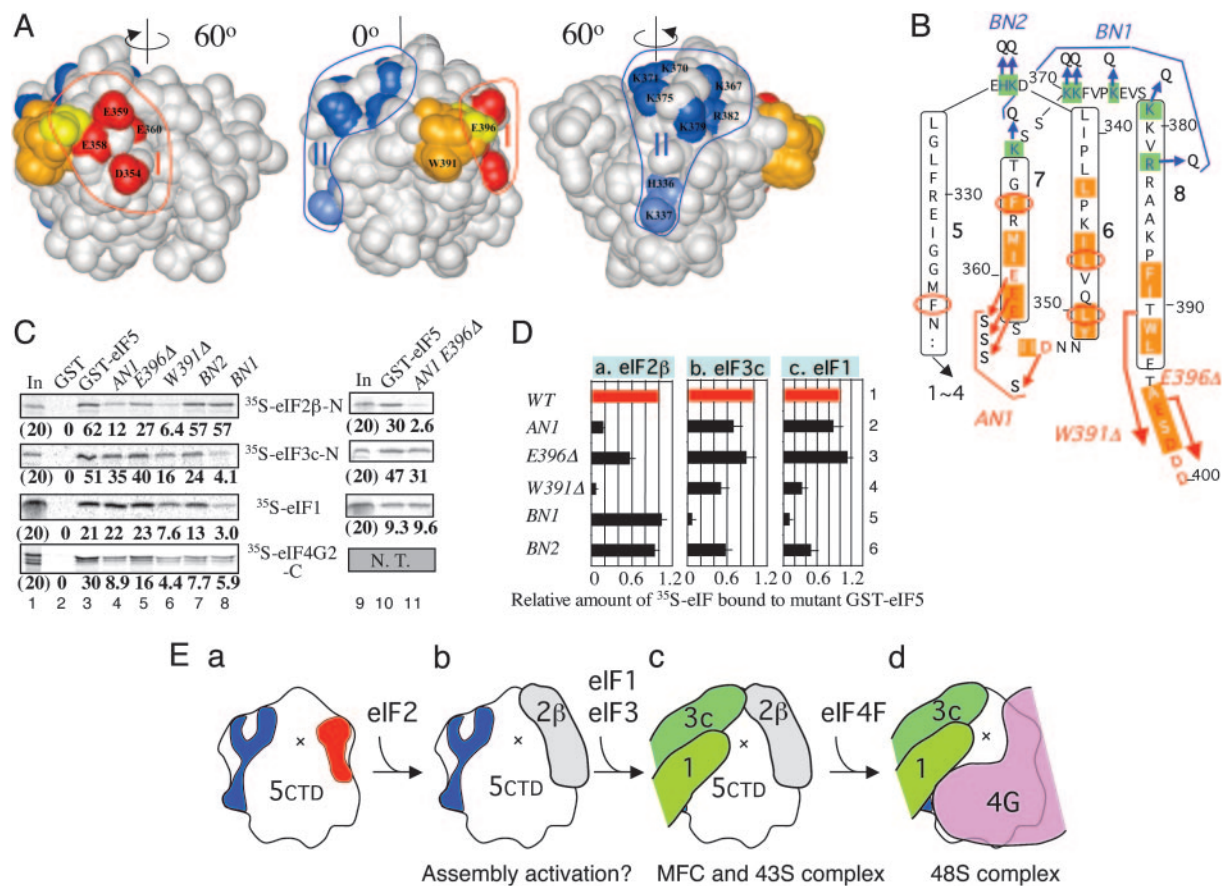 A
60°
0°
60°
E359
E360
E358
D354
I
II
E396
W391
I
K371
K370
K375
K367
R382
K379
II
H336
K337
B
BN2
BN1
QQ
QQ
Q
Q
EHKD
370
KKFVPKEVS
K
Q
S
S
K
L
G
L
F
R
E
I
G
G
M
F
N
:
330
5
1~4
T
G
F
R
M
I
E
E
E
S
7
360
L
I
P
L
L
P
K
I
L
V
Q
L
Y
340
6
350
D
N
N
K
V
R
R
A
A
K
P
F
I
T
W
L
E
T
380
8
Q
390
A
E
S
D
D
D
400
S
S
S
S
AN1
W391Δ
E396Δ
C
In
GST
GST-eIF5
AN1
E396Δ
W391Δ
BN2
BN1
In
GST-eIF5
AN1 E396Δ
³⁵S-eIF2β-N
(20) 0 62 12 27 6.4 57 57
(20) 30 2.6
³⁵S-eIF3c-N
(20) 0 51 35 40 16 24 4.1
(20) 47 31
³⁵S-eIF1
(20) 0 21 22 23 7.6 13 3.0
(20) 9.3 9.6
³⁵S-eIF4G2
-C
N. T.
(20) 0 30 8.9 16 4.4 7.7 5.9
1 2 3 4 5 6 7 8
9 10 11
D
a. eIF2β
b. eIF3c
c. eIF1
WT
1
AN1
2
E396Δ
3
W391Δ
4
BN1
5
BN2
6
0 0.6 1.2
0 0.6 1.2
0 0.6 1.2
Relative amount of ³⁵S-eIF bound to mutant GST-eIF5
E
a
b
c
d
×
5CTD
eIF2
2β
×
5CTD
eIF1
eIF3
3c
2β
1
×
5CTD
eIF4F
3c
×
1
4G
Assembly activation?
MFC and 43S complex
48S complex